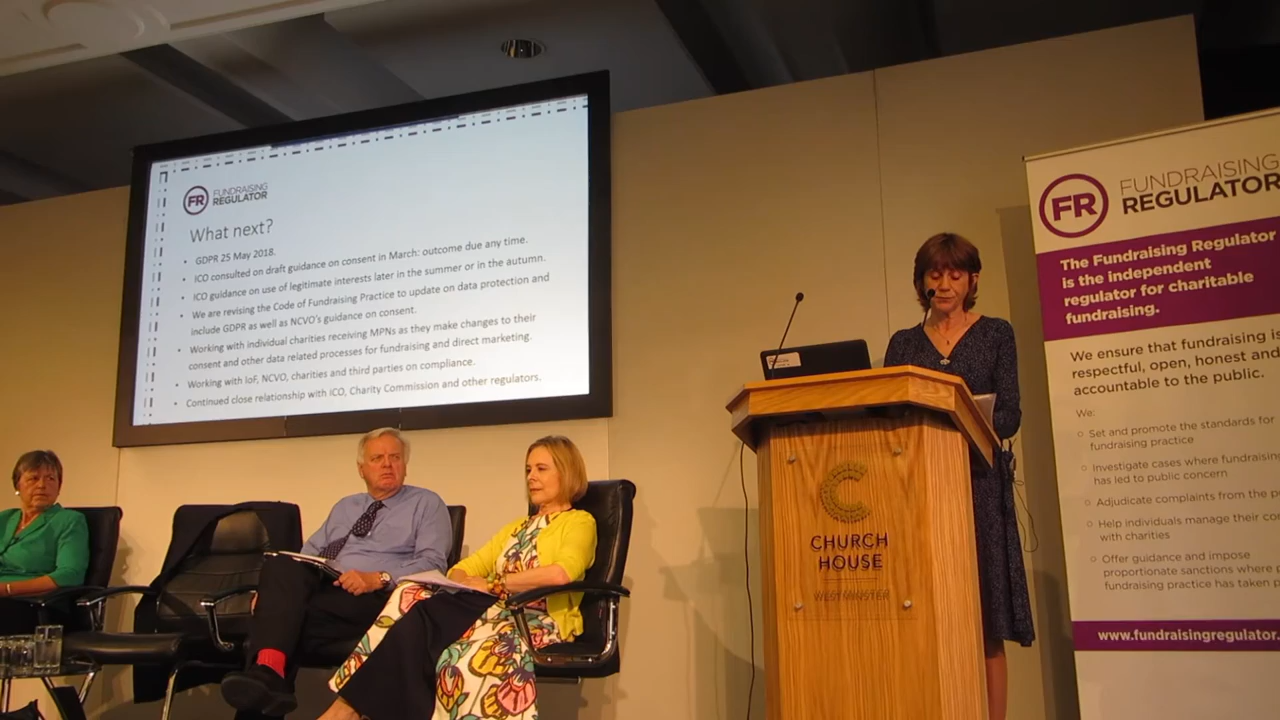 FR FUNDRAISING
REGULATOR
What next?
• GDPR 25 May 2018.
• ICO consulted on draft guidance on consent in March: outcome due any time.
• ICO guidance on use of legitimate interests later in the summer or in the autumn.
• We are revising the Code of Fundraising Practice to update on data protection and
include GDPR as well as NCVO's guidance on consent.
• Working with individual charities receiving MPNs as they make changes to their
consent and other data related processes for fundraising and direct marketing.
• Working with IoF, NCVO, charities and third parties on compliance.
• Continued close relationship with ICO, Charity Commission and other regulators.
CHURCH
HOUSE
WESTMINSTER
FR FUNDRAISING
REGULATOR
The Fundraising Regulator
is the independent
regulator for charitable
fundraising.
We ensure that fundraising is
respectful, open, honest and
accountable to the public.
We:
Set and promote the standards for
fundraising practice
Investigate cases where fundraising
has led to public concern
Adjudicate complaints from the
Help individuals manage their
with charities
Offer guidance and impose
proportionate sanctions where
fundraising practice has taken
www.fundraisingregulator.